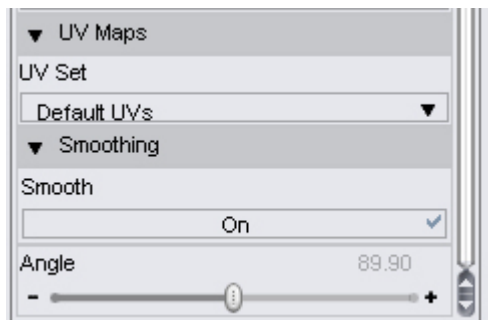 UV Maps
UV Set
Default UVs
Smoothing
Smooth
On
Angle 89.90
- +